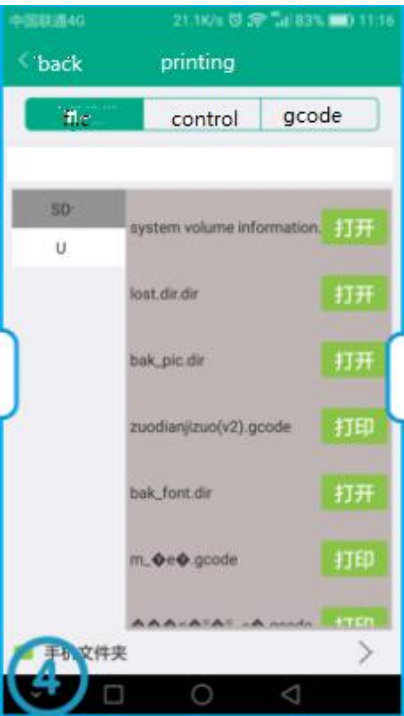 中国联通4G 21.1K/s 83% 11:16
back printing
file control gcode
SD
U
system volume information. 打开
lost.dir.dir 打开
bak_pic.dir 打开
zuodianjizuo(v2).gcode 打印
bak_font.dir 打开
m_�e�.gcode 打印
打印
手机文件夹
4